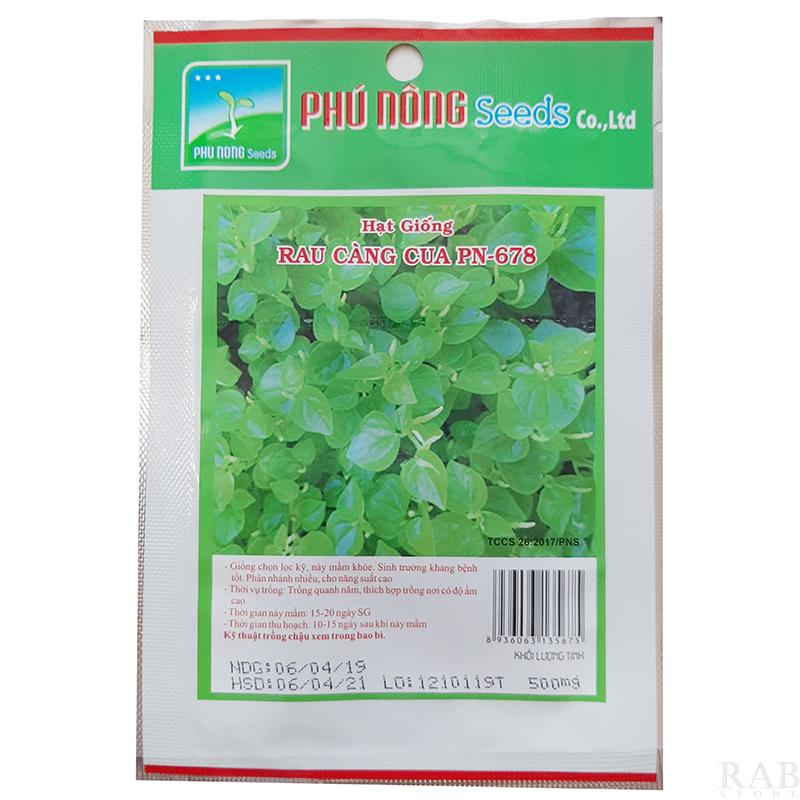 PHÚ NÔNG Seeds Co.,Ltd
PHU NONG Seeds
Hạt Giống
RAU CÀNG CUA PN-678
TCCS 26:2017/PNS
- Giống chọn lọc kỹ, nảy mầm khỏe. Sinh trưởng kháng bệnh
tốt. Phân nhánh nhiều, cho năng suất cao
- Thời vụ trồng: Trồng quanh năm, thích hợp trồng nơi có độ ẩm
cao.
- Thời gian nảy mầm: 15-20 ngày SG
- Thời gian thu hoạch: 10-15 ngày sau khi nảy mầm
Kỹ thuật trồng chậu xem trong bao bì.
8 936063 135675
KHỐI LƯỢNG TỊNH
NDG:06/04/19
HSD:06/04/21 LO:1210119T 500mg
RAB
STORE